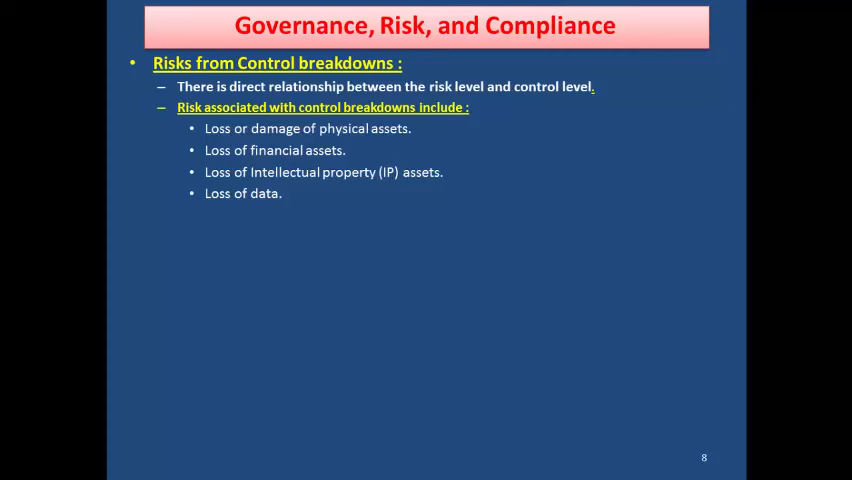 Governance, Risk, and Compliance
• Risks from Control breakdowns :
– There is direct relationship between the risk level and control level.
– Risk associated with control breakdowns include :
• Loss or damage of physical assets.
• Loss of financial assets.
• Loss of Intellectual property (IP) assets.
• Loss of data.
8